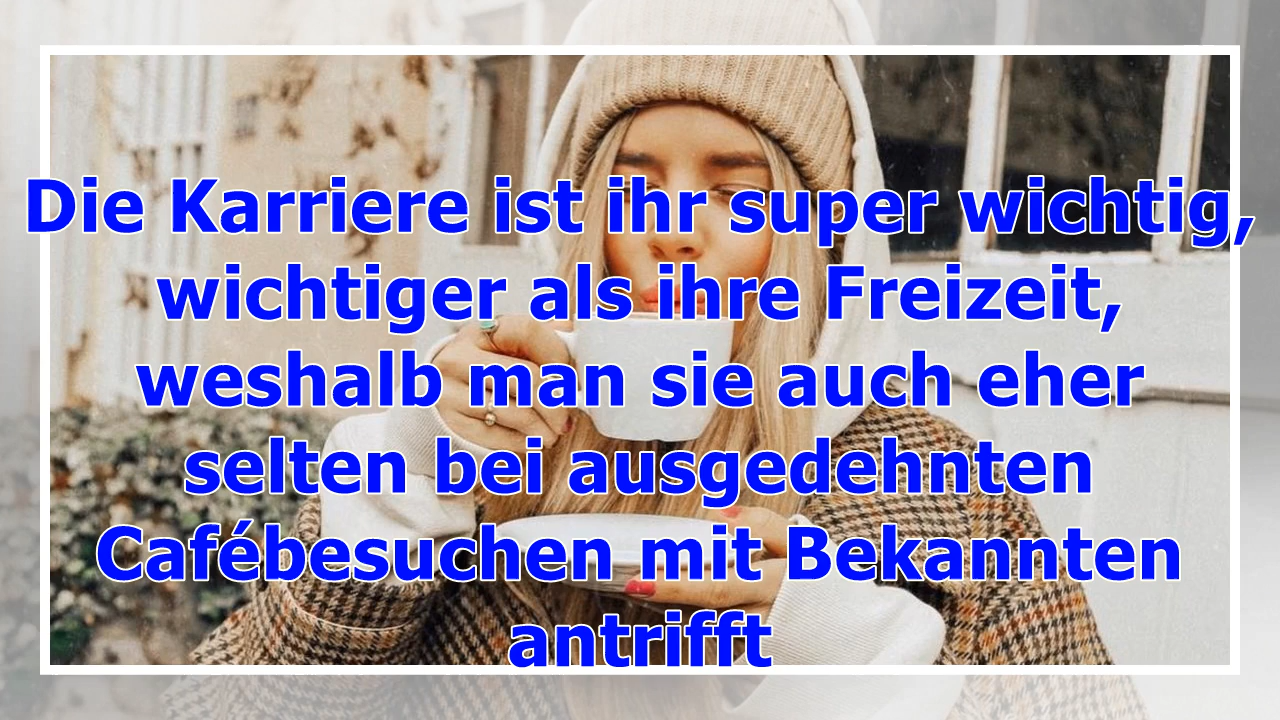 Die Karriere ist ihr super wichtig,
wichtiger als ihre Freizeit,
weshalb man sie auch eher
selten bei ausgedehnten
Cafébesuchen mit Bekannten
antrifft